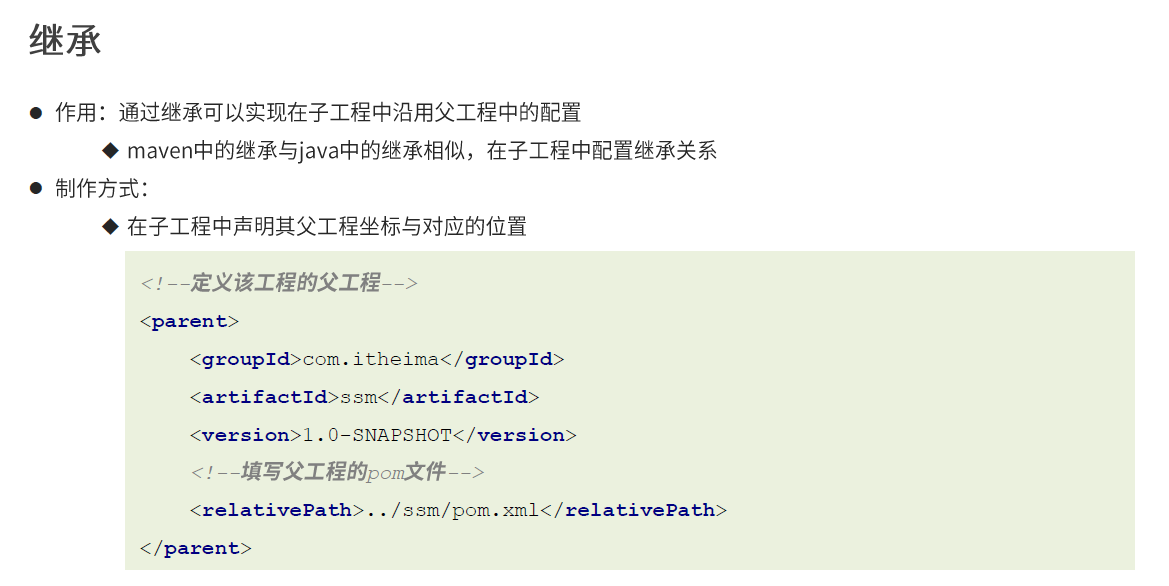 继承
● 作用：通过继承可以实现在子工程中沿用父工程中的配置
◆ maven中的继承与java中的继承相似，在子工程中配置继承关系
● 制作方式：
◆ 在子工程中声明其父工程坐标与对应的位置
<!--定义该工程的父工程-->
<parent>
    <groupId>com.itheima</groupId>
    <artifactId>ssm</artifactId>
    <version>1.0-SNAPSHOT</version>
    <!--填写父工程的pom文件-->
    <relativePath>../ssm/pom.xml</relativePath>
</parent>